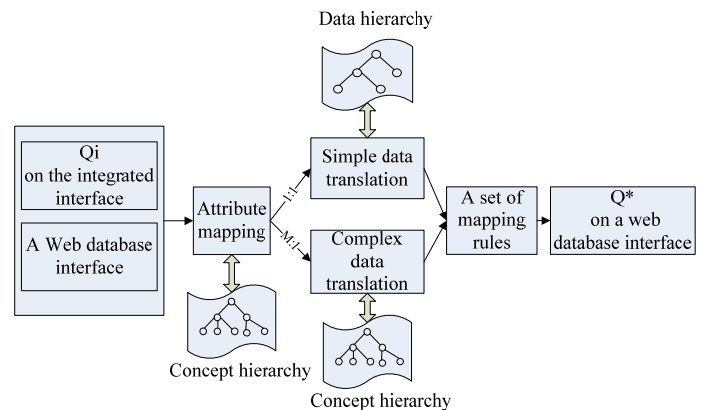 Data hierarchy
Qi
on the integrated
interface
A Web database
interface
Attribute
mapping
1:1
M:1
Simple data
translation
Complex
data
translation
A set of
mapping
rules
Q*
on a web
database interface
Concept hierarchy
Concept hierarchy